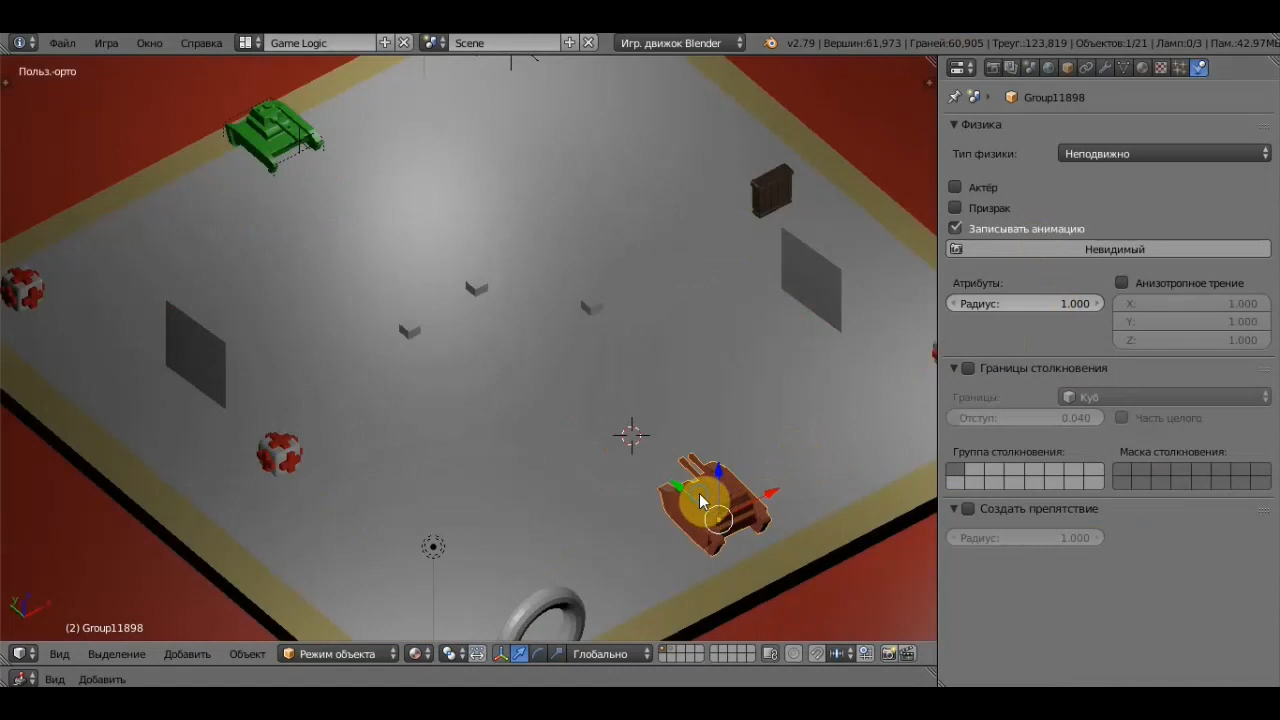 Файл Игра Окно Справка Game Logic Scene Игр. движок Blender v2.79 | Вершин:61,973 | Граней:60,905 | Треуг.:123,819 | Объектов:1/21 | Ламп:0/3 | Пам.:42.97M
Польз.-орто
Group11898
Физика
Тип физики: Неподвижно
Актёр
Призрак
Записывать анимацию
Невидимый
Атрибуты: Анизотропное трение
Радиус: 1.000 X: 1.000
Y: 1.000
Z: 1.000
Границы столкновения
Границы: Куб
Отступ: 0.040 Часть целого
Группа столкновения: Маска столкновения:
Создать препятствие
Радиус: 1.000
(2) Group11898
Вид Выделение Добавить Объект Режим объекта Глобально
Вид Добавить